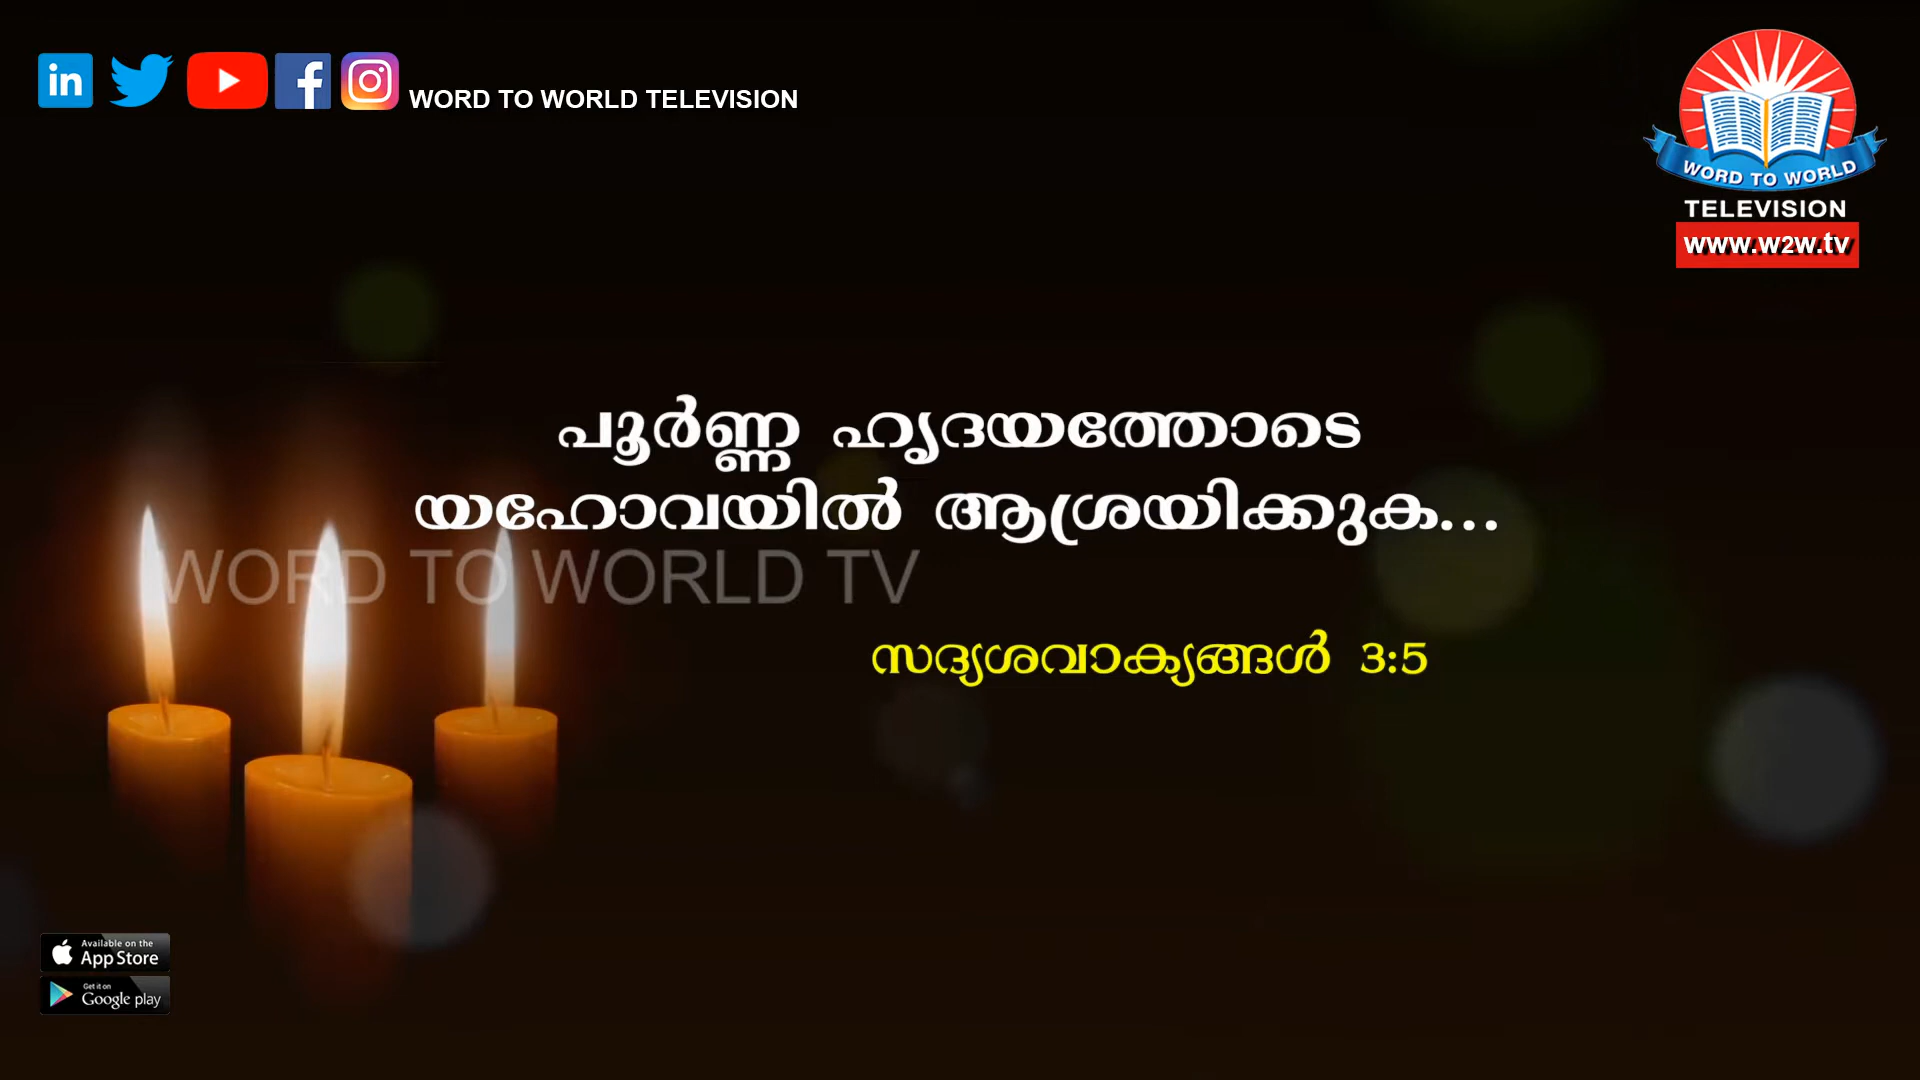 WORD TO WORLD TELEVISION
WORD TO WORLD
TELEVISION
www.w2w.tv
പൂർണ്ണ ഹൃദയത്തോടെ
യഹോവയിൽ ആശ്രയിക്കുക...
WORD TO WORLD TV
സദ്യശവാക്യങ്ങൾ 3:5
Available on the
App Store
Get it on
Google play